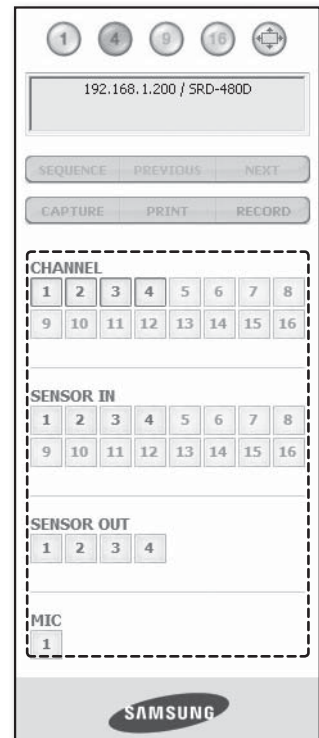 1 4 9 16
192.168.1.200 / SRD-480D
SEQUENCE PREVIOUS NEXT
CAPTURE PRINT RECORD
CHANNEL
1 2 3 4 5 6 7 8
9 10 11 12 13 14 15 16
SENSOR IN
1 2 3 4 5 6 7 8
9 10 11 12 13 14 15 16
SENSOR OUT
1 2 3 4
MIC
1
SAMSUNG